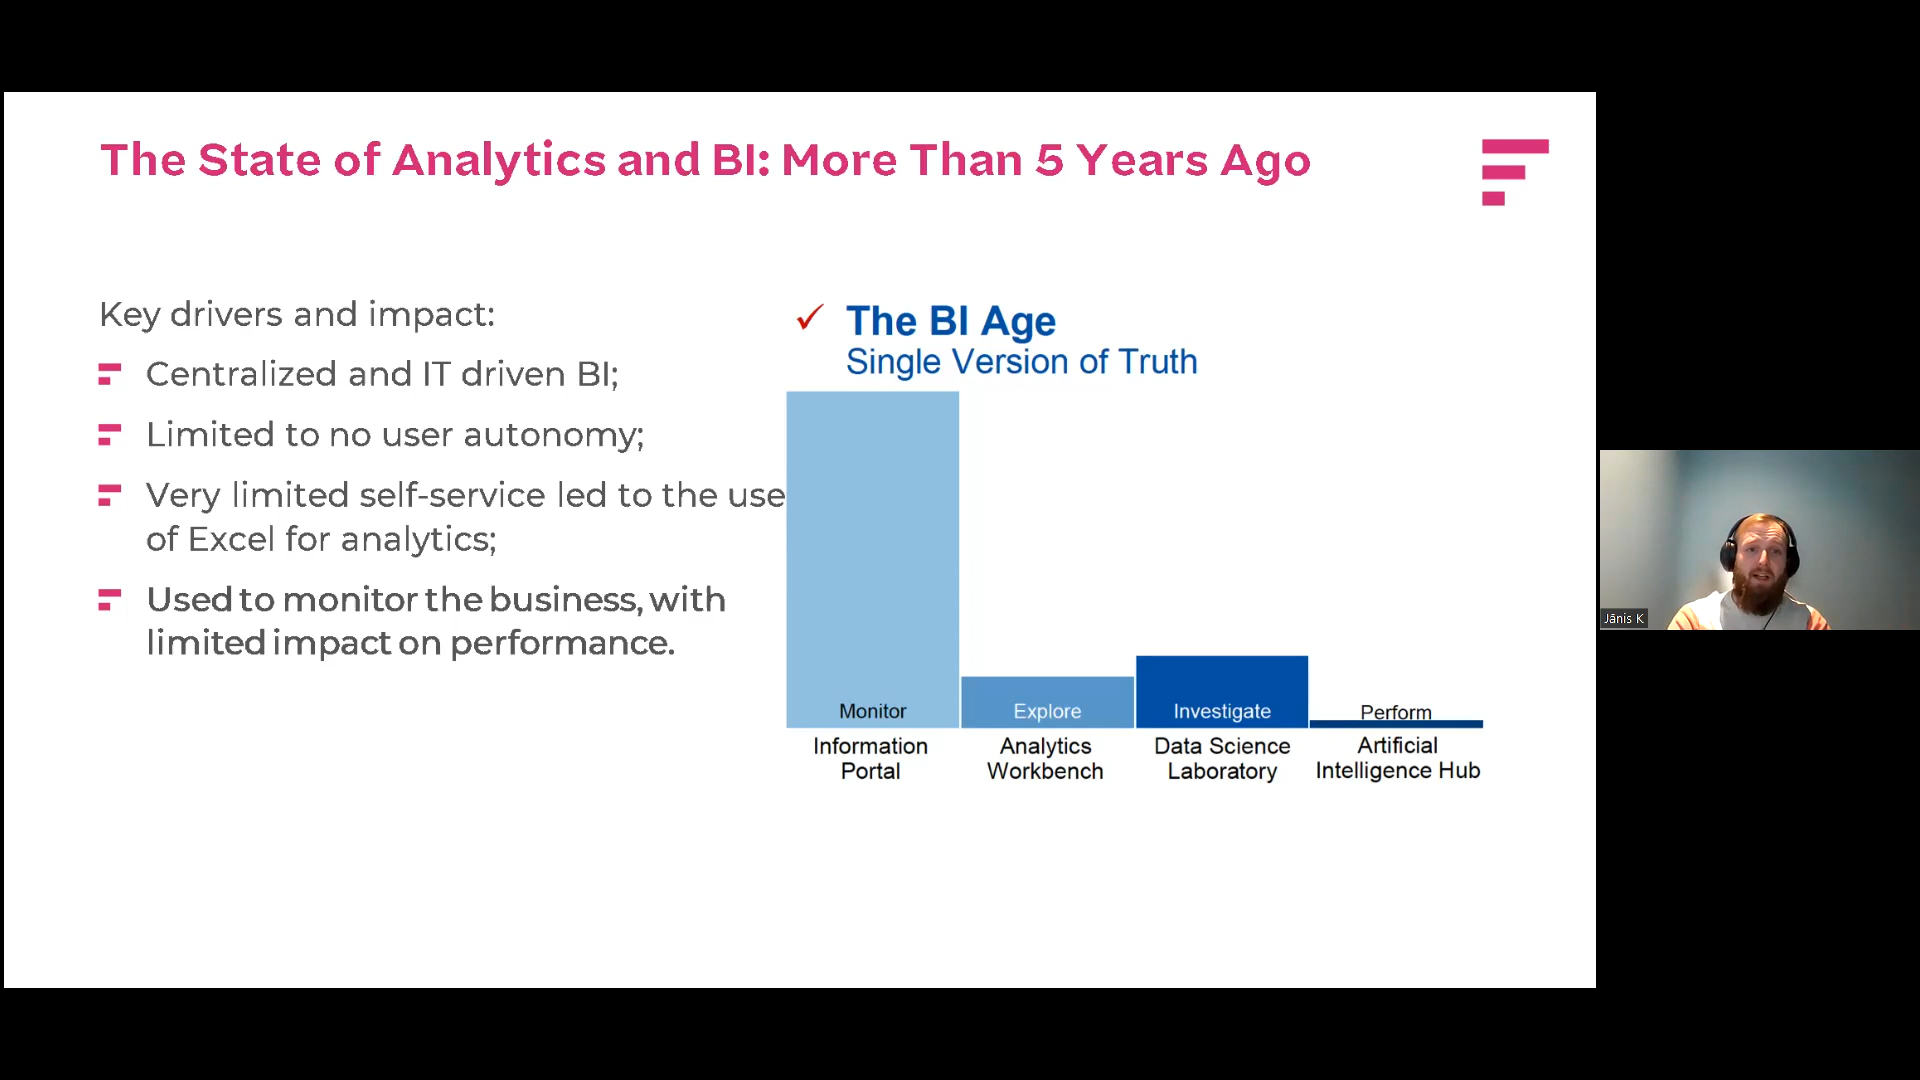 The State of Analytics and BI: More Than 5 Years Ago
Key drivers and impact:
Centralized and IT driven BI;
Limited to no user autonomy;
Very limited self-service led to the use
of Excel for analytics;
Used to monitor the business, with
limited impact on performance.
✓ The BI Age
Single Version of Truth
Monitor
Explore
Investigate
Perform
Information
Portal
Analytics
Workbench
Data Science
Laboratory
Artificial
Intelligence Hub
Jānis K